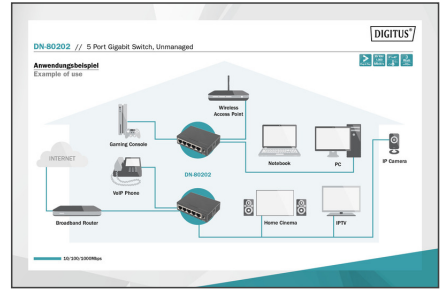 DIGITUS®
DN-80202 // 5 Port Gigabit Switch, Unmanaged
Anwendungsbeispiel
Example of use
Wireless
Access Point
Gaming Console
Notebook
PC
IP Camera
INTERNET
DN-80202
VoIP Phone
Broadband Router
Home Cinema
IPTV
10/100/1000Mbps